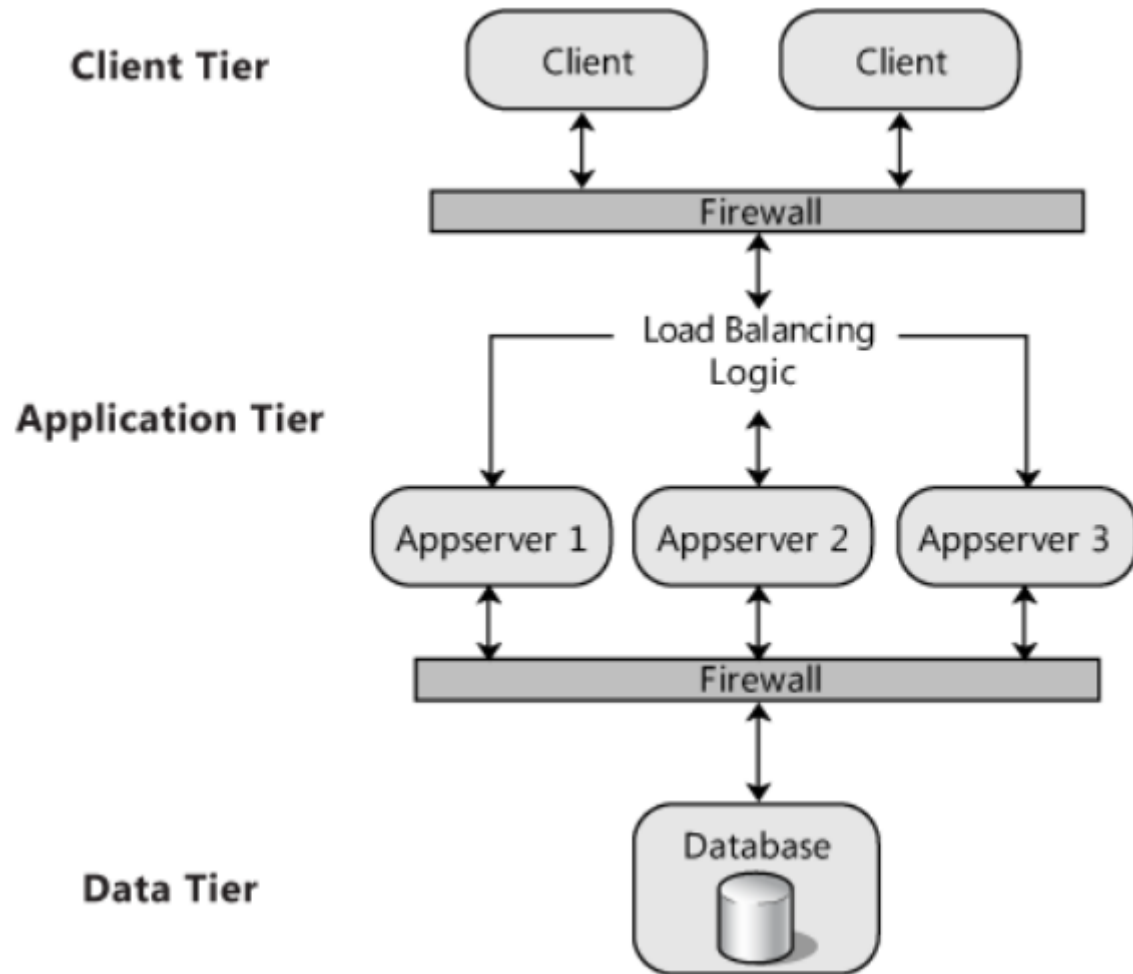 Client Tier
Client
Client
Firewall
Load Balancing
Logic
Application Tier
Appserver 1
Appserver 2
Appserver 3
Firewall
Database
Data Tier